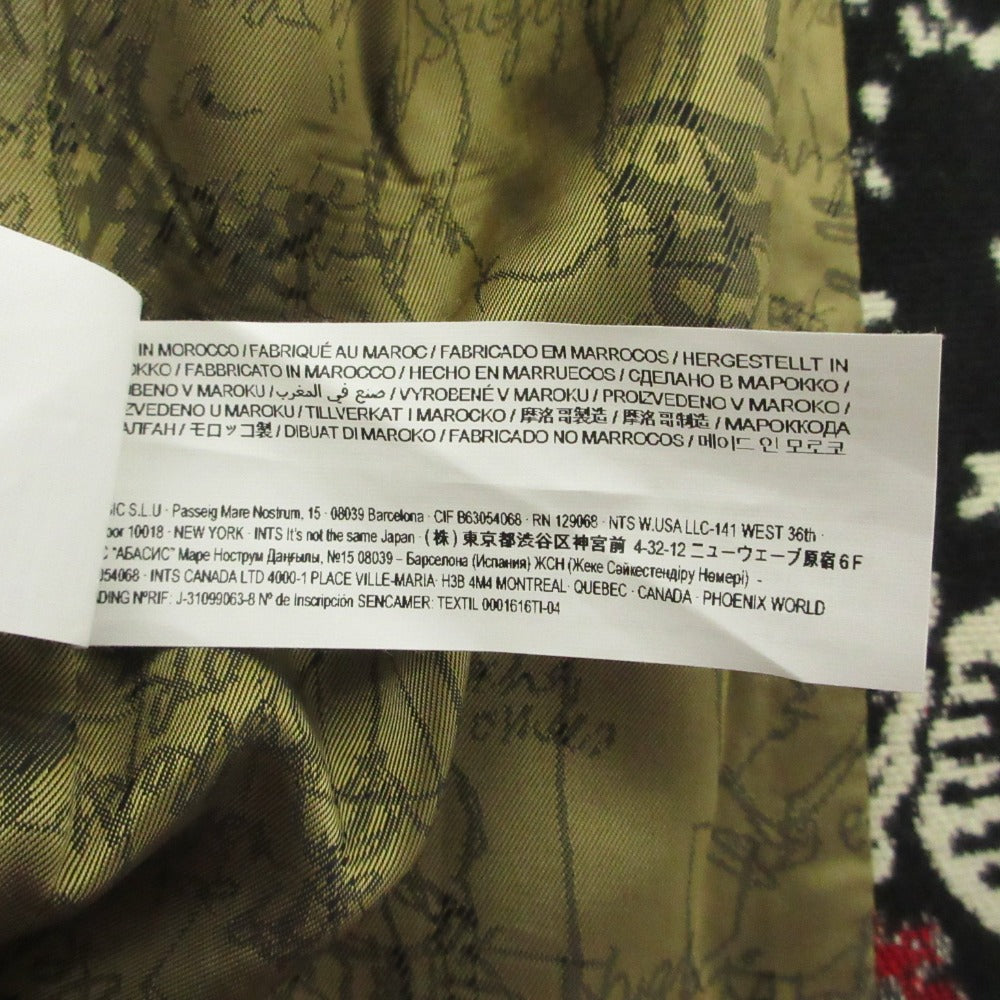 IN MOROCCO / FABRIQUÉ AU MAROC / FABRICADO EM MARROCOS / HERGESTELLT IN
OKKO / FABBRICATO IN MAROCCO / HECHO EN MARRUECOS / СДЕЛАНО В МАРОККО /
OBENO V MAROKU / صنع في المغرب / VYROBENÉ V MAROKU / PROIZVEDENO V MAROKO /
ZVEDENO U MAROKU / TILLVERKAT I MAROCKO / 摩洛哥製造 / 摩洛哥制造 / МАРОККОДА
АЛҒАН / モロッコ製 / DIBUAT DI MAROKO / FABRICADO NO MARROCOS / 메이드 인 모로코
IC S.L.U · Passeig Mare Nostrum, 15 · 08039 Barcelona · CIF B63054068 · RN 129068 · NTS W.USA LLC-141 WEST 36th ·
oor 10018 · NEW YORK · INTS It's not the same Japan · (株) 東京都渋谷区神宮前 4-32-12 ニューウェーブ原宿6F
C "АБАСИС" Маре Нострум Даңғылы, №15 08039 – Барселона (Испания) ЖСН (Жеке Сәйкестендіру Нөмері) -
054068 · INTS CANADA LTD 4000-1 PLACE VILLE-MARIA· H3B 4M4 MONTREAL · QUEBEC · CANADA · PHOENIX WORLD
DING NºRIF: J-31099063-8 Nº de Inscripción SENCAMER: TEXTIL 0001616TI-04